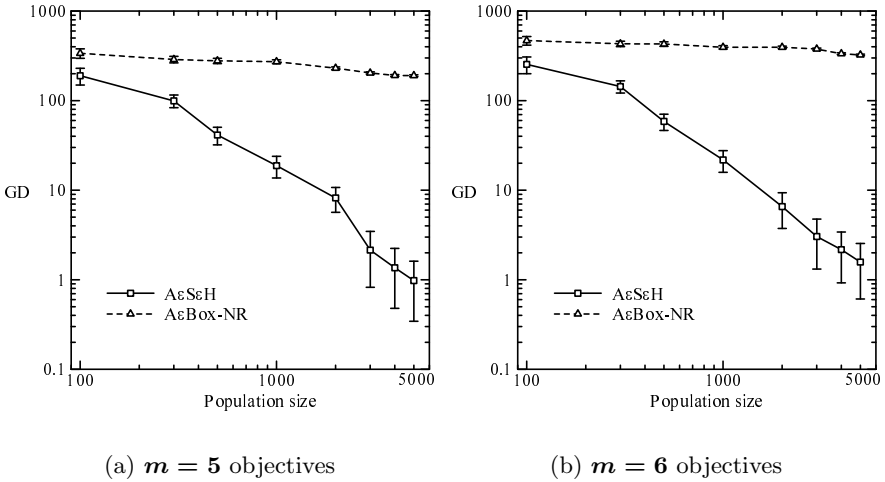 1000
100
10
1
0.1
GD
AεSεH
AεBox-NR
100 1000 5000
Population size
(a) m = 5 objectives
1000
100
10
1
0.1
GD
AεSεH
AεBox-NR
100 1000 5000
Population size
(b) m = 6 objectives